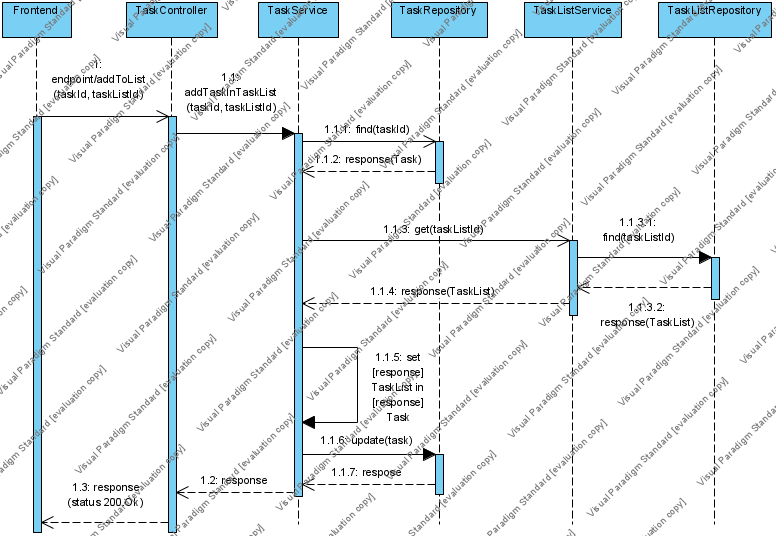 Frontend
TaskController
TaskService
TaskRepository
TaskListService
TaskListRepository
1:
endpoint/addToList
(taskId, taskListId)
1.1:
addTaskInTaskList
(taskId, taskListId)
1.1.1: find(taskId)
1.1.2: response(Task)
1.1.3: get(taskListId)
1.1.3.1:
find(taskListId)
1.1.4: response(TaskList)
1.1.3.2:
response(TaskList)
1.1.5: set
[response]
TaskList in
[response]
Task
1.1.6: update(task)
1.1.7: respose
1.2: response
1.3: response
(status 200 Ok)
Visual Paradigm Standard [evaluation copy]